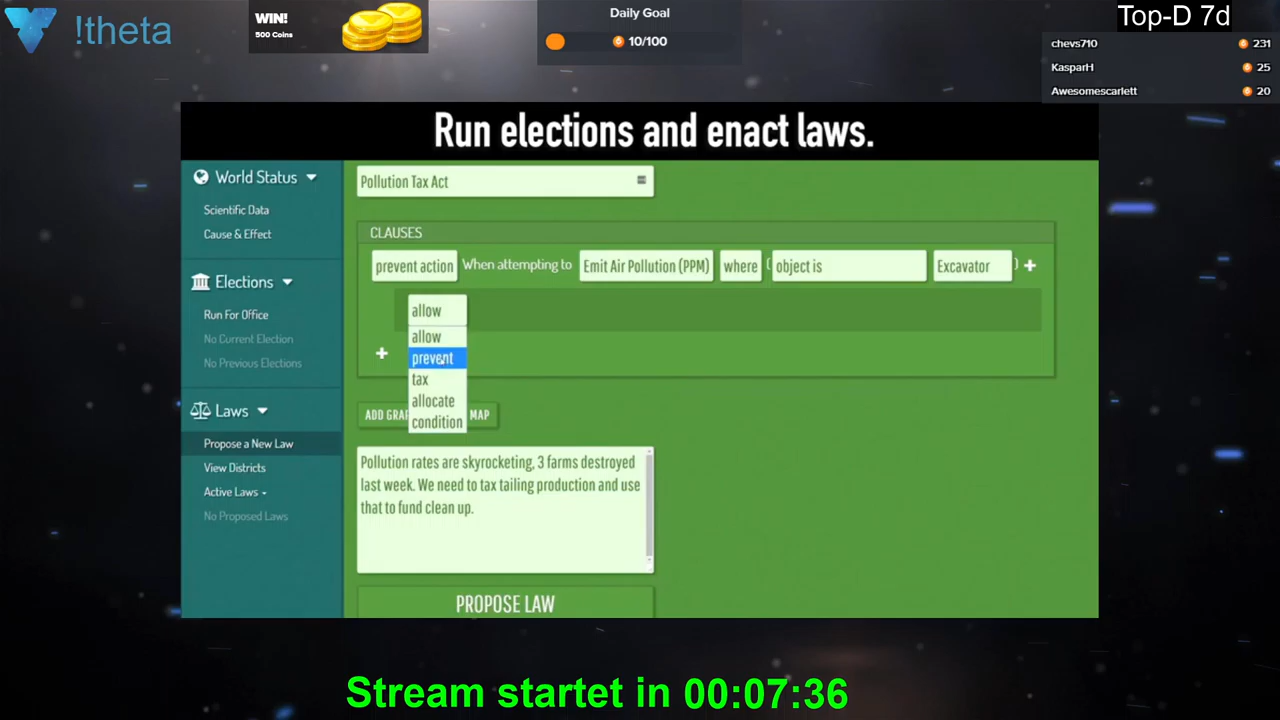 !theta
WIN!
500 Coins
Daily Goal
10/100
Top-D 7d
chevs710 231
KasparH 25
Awesomescarlett 20
Run elections and enact laws.
World Status
Scientific Data
Cause & Effect
Elections
Run For Office
No Current Election
No Previous Elections
Laws
Propose a New Law
View Districts
Active Laws
No Proposed Laws
Pollution Tax Act
CLAUSES
prevent action When attempting to Emit Air Pollution (PPM) where ( object is Excavator ) +
allow
allow
prevent
tax
allocate
condition
+
ADD GRA MAP
Pollution rates are skyrocketing, 3 farms destroyed
last week. We need to tax tailing production and use
that to fund clean up.
PROPOSE LAW
Stream startet in 00:07:36